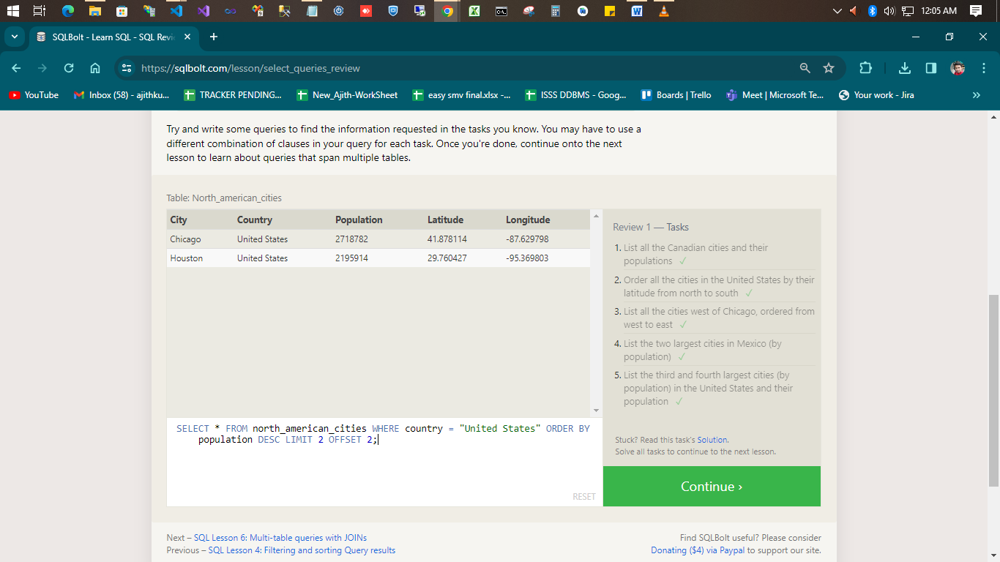 12:05 AM
SQLBolt - Learn SQL - SQL Revi
https://sqlbolt.com/lesson/select_queries_review
YouTube
Inbox (58) - ajithku...
TRACKER PENDING...
New_Ajith-WorkSheet
easy smv final.xlsx -...
ISSS DDBMS - Goog...
Boards | Trello
Meet | Microsoft Te...
Your work - Jira
Try and write some queries to find the information requested in the tasks you know. You may have to use a
different combination of clauses in your query for each task. Once you're done, continue onto the next
lesson to learn about queries that span multiple tables.
Table: North_american_cities
City Country Population Latitude Longitude
Chicago United States 2718782 41.878114 -87.629798
Houston United States 2195914 29.760427 -95.369803
Review 1 — Tasks
1. List all the Canadian cities and their
populations ✓
2. Order all the cities in the United States by their
latitude from north to south ✓
3. List all the cities west of Chicago, ordered from
west to east ✓
4. List the two largest cities in Mexico (by
population) ✓
5. List the third and fourth largest cities (by
population) in the United States and their
population ✓
SELECT * FROM north_american_cities WHERE country = "United States" ORDER BY
population DESC LIMIT 2 OFFSET 2;
RESET
Stuck? Read this task's Solution.
Solve all tasks to continue to the next lesson.
Continue ›
Next – SQL Lesson 6: Multi-table queries with JOINs
Previous – SQL Lesson 4: Filtering and sorting Query results
Find SQLBolt useful? Please consider
Donating ($4) via Paypal to support our site.